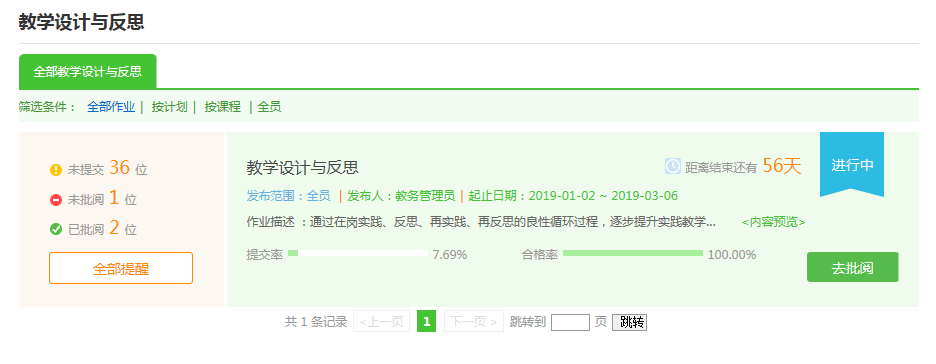 教学设计与反思
全部教学设计与反思
筛选条件： 全部作业 | 按计划 | 按课程 | 全员
未提交 36 位
未批阅 1 位
已批阅 2 位
全部提醒
教学设计与反思
距离结束还有 56天
进行中
发布范围：全员 | 发布人：教务管理员 | 起止日期：2019-01-02 ~ 2019-03-06
作业描述 ：通过在岗实践、反思、再实践、再反思的良性循环过程，逐步提升实践教学... <内容预览>
提交率 7.69% 合格率 100.00%
去批阅
共 1 条记录 <上一页 1 下一页 > 跳转到 页 跳转